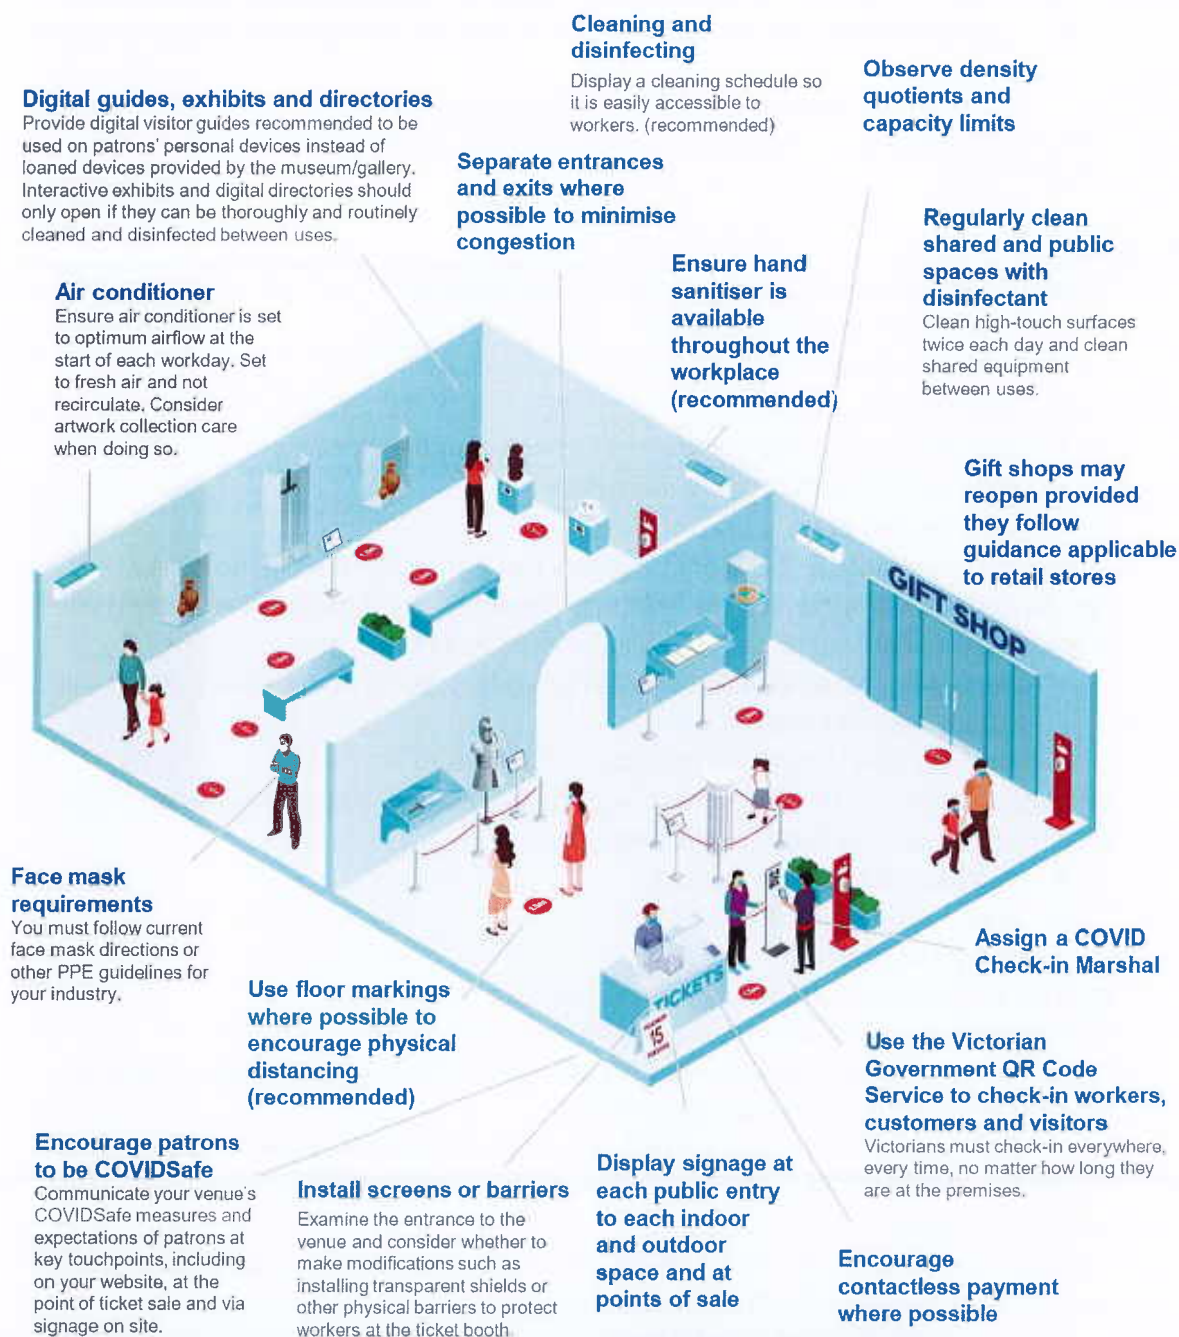 Cleaning and
disinfecting
Display a cleaning schedule so
it is easily accessible to
workers. (recommended)
Observe density
quotients and
capacity limits
Digital guides, exhibits and directories
Provide digital visitor guides recommended to be
used on patrons' personal devices instead of
loaned devices provided by the museum/gallery.
Interactive exhibits and digital directories should
only open if they can be thoroughly and routinely
cleaned and disinfected between uses.
Separate entrances
and exits where
possible to minimise
congestion
Regularly clean
shared and public
spaces with
disinfectant
Clean high-touch surfaces
twice each day and clean
shared equipment
between uses.
Ensure hand
sanitiser is
available
throughout the
workplace
(recommended)
Air conditioner
Ensure air conditioner is set
to optimum airflow at the
start of each workday. Set
to fresh air and not
recirculate. Consider
artwork collection care
when doing so.
Gift shops may
reopen provided
they follow
guidance applicable
to retail stores
GIFT SHOP
Face mask
requirements
You must follow current
face mask directions or
other PPE guidelines for
your industry.
TICKETS
15
Assign a COVID
Check-in Marshal
Use floor markings
where possible to
encourage physical
distancing
(recommended)
Use the Victorian
Government QR Code
Service to check-in workers,
customers and visitors
Victorians must check-in everywhere,
every time, no matter how long they
are at the premises.
Encourage patrons
to be COVIDSafe
Communicate your venue's
COVIDSafe measures and
expectations of patrons at
key touchpoints, including
on your website, at the
point of ticket sale and via
signage on site.
Install screens or barriers
Examine the entrance to the
venue and consider whether to
make modifications such as
installing transparent shields or
other physical barriers to protect
workers at the ticket booth.
Display signage at
each public entry
to each indoor
and outdoor
space and at
points of sale
Encourage
contactless payment
where possible